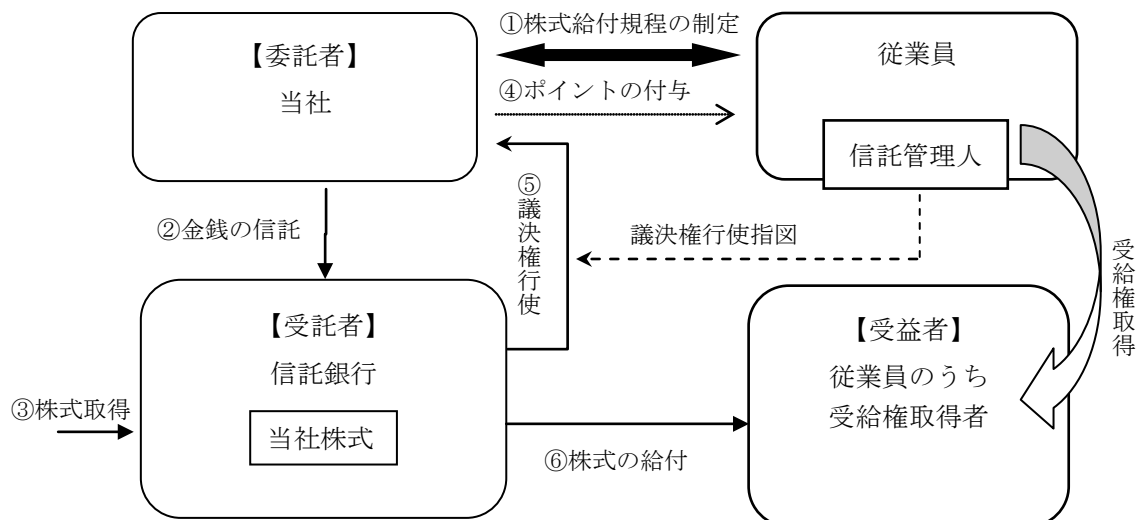 ①株式給付規程の制定
【委託者】
当社
従業員
④ポイントの付与
信託管理人
②金銭の信託
⑤議決権行使
議決権行使指図
受給権取得
【受託者】
信託銀行
【受益者】
従業員のうち
受給権取得者
③株式取得
当社株式
⑥株式の給付